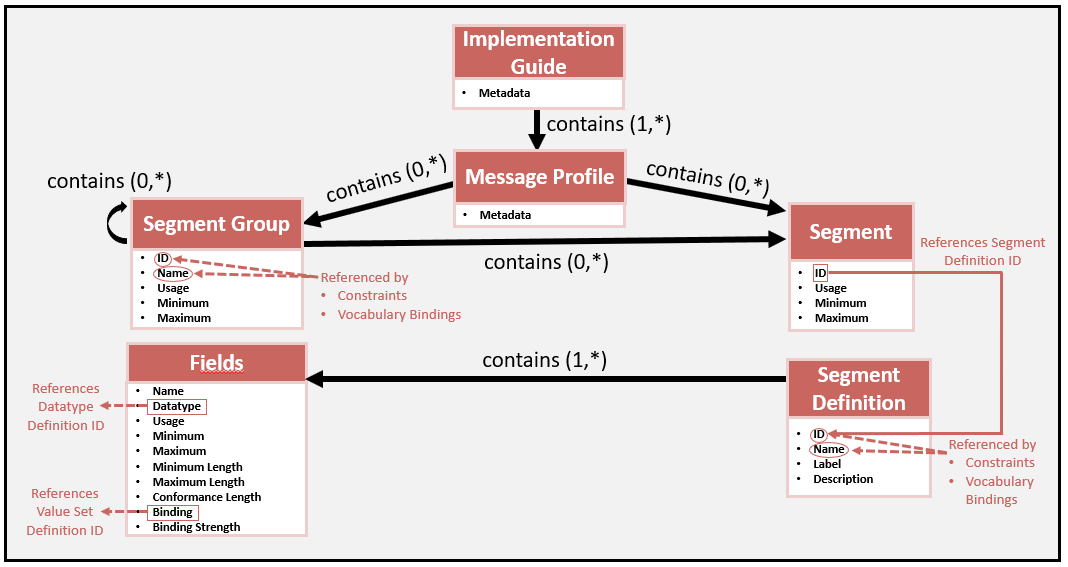 Implementation
Guide
• Metadata
contains (1,*)
Message Profile
• Metadata
contains (0,*)
contains (0,*)
contains (0,*)
Segment Group
• ID
• Name
• Usage
• Minimum
• Maximum
Referenced by
• Constraints
• Vocabulary Bindings
contains (0,*)
Segment
• ID
• Usage
• Minimum
• Maximum
References Segment
Definition ID
Fields
• Name
• Datatype
• Usage
• Minimum
• Maximum
• Minimum Length
• Maximum Length
• Conformance Length
• Binding
• Binding Strength
References
Datatype
Definition ID
References
Value Set
Definition ID
contains (1,*)
Segment
Definition
• ID
• Name
• Label
• Description
Referenced by
• Constraints
• Vocabulary
Bindings